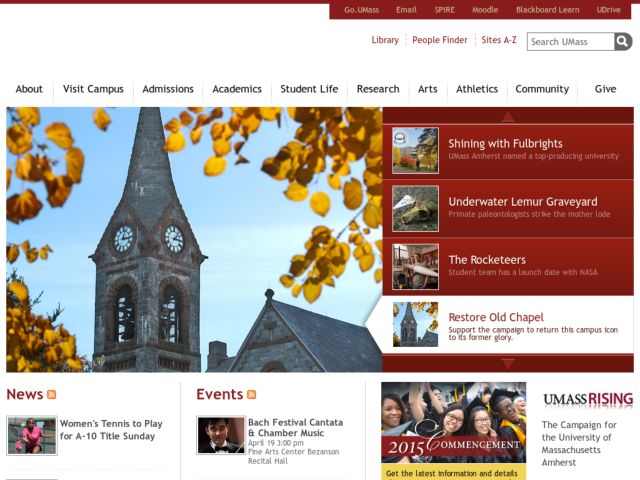 Go.UMass Email SPIRE Moodle Blackboard Learn UDrive
Library People Finder Sites A-Z Search UMass
About Visit Campus Admissions Academics Student Life Research Arts Athletics Community Give
Shining with Fulbrights
UMass Amherst named a top-producing university
Underwater Lemur Graveyard
Primate paleontologists strike the mother lode
The Rocketeers
Student team has a launch date with NASA
Restore Old Chapel
Support the campaign to return this campus icon
to its former glory.
News
Women's Tennis to Play
for A-10 Title Sunday
Events
Bach Festival Cantata
& Chamber Music
April 19 3:00 pm
Fine Arts Center Bezanson
Recital Hall
2015 Commencement
Get the latest information and details
UMASS RISING
The Campaign for
the University of
Massachusetts
Amherst